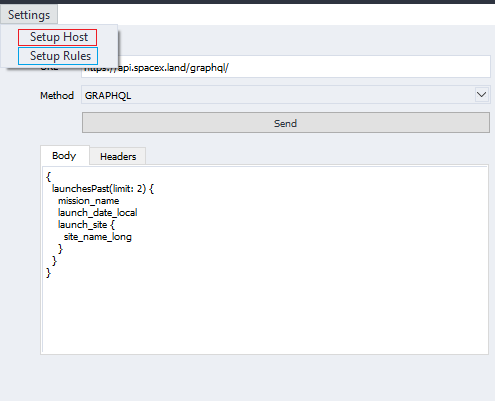 Settings
Setup Host
Setup Rules
https://api.spacex.land/graphql/
Method
GRAPHQL
Send
Body
Headers
{
launchesPast(limit: 2) {
mission_name
launch_date_local
launch_site {
site_name_long
}
}
}